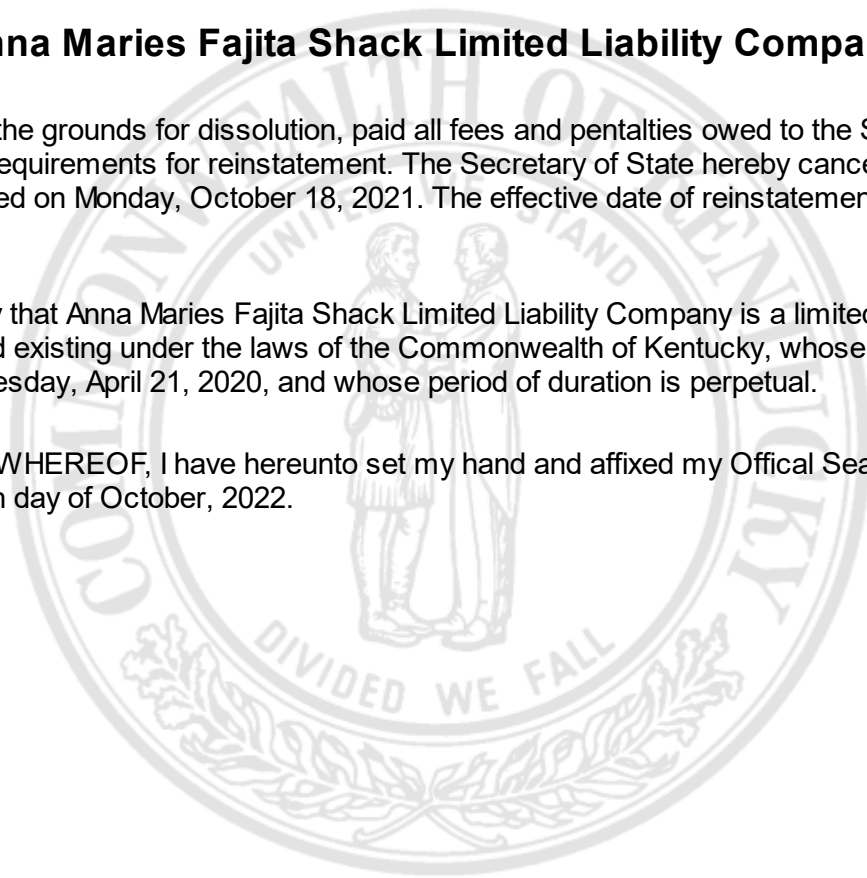 nna Maries Fajita Shack Limited Liability Compa
the grounds for dissolution, paid all fees and pentalties owed to the S
equirements for reinstatement. The Secretary of State hereby cance
ed on Monday, October 18, 2021. The effective date of reinstatemen
y that Anna Maries Fajita Shack Limited Liability Company is a limited
d existing under the laws of the Commonwealth of Kentucky, whose
esday, April 21, 2020, and whose period of duration is perpetual.
WHEREOF, I have hereunto set my hand and affixed my Offical Sea
h day of October, 2022.
COMMONWEALTH OF KENTUCKY
UNITED WE STAND
DIVIDED WE FALL